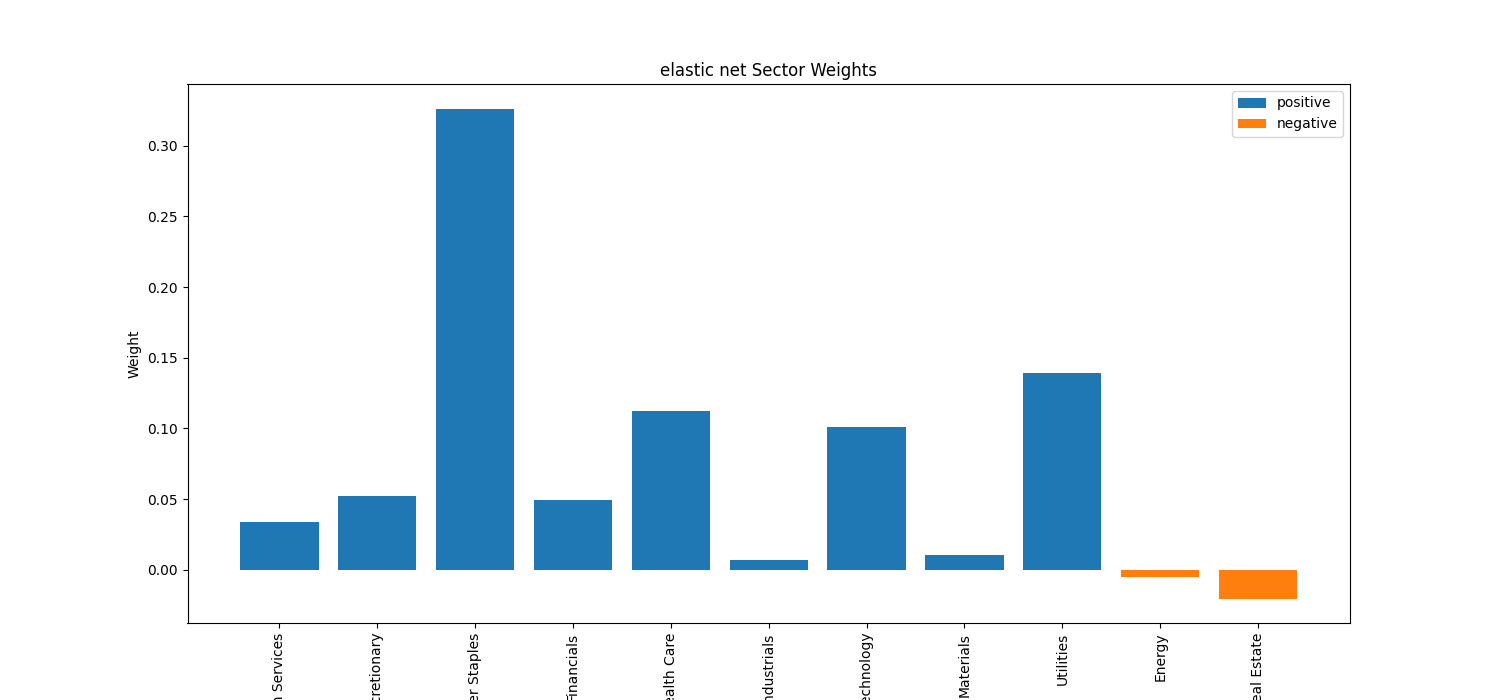 elastic net Sector Weights
positive
negative
0.30
0.25
0.20
0.15
0.10
0.05
0.00
Weight
Services
cretionary
er Staples
Financials
ealth Care
ndustrials
echnology
Materials
Utilities
Energy
eal Estate